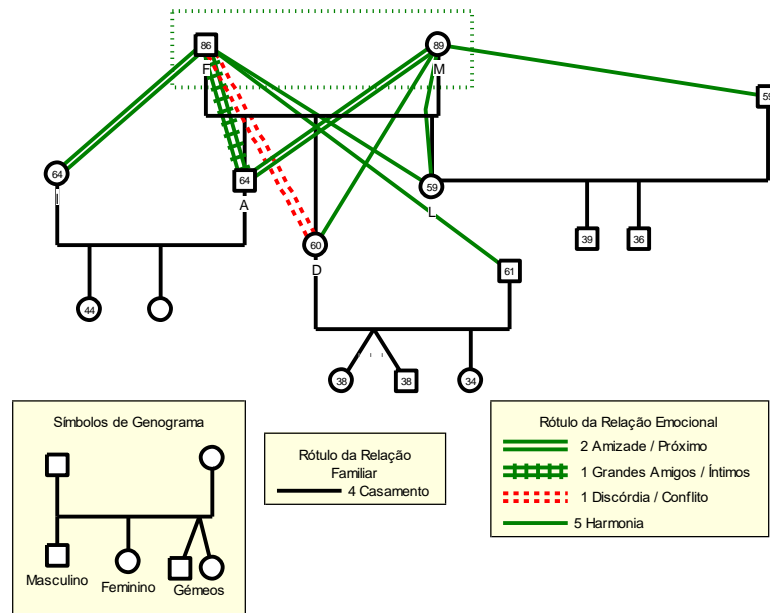 86
89
F
M
59
64
64
59
I
A
L
39
36
60
D
61
44
38
38
34
Símbolos de Genograma
Masculino
Feminino
Gémeos
Rótulo da Relação
Familiar
4 Casamento
Rótulo da Relação Emocional
2 Amizade / Próximo
1 Grandes Amigos / Íntimos
1 Discórdia / Conflito
5 Harmonia